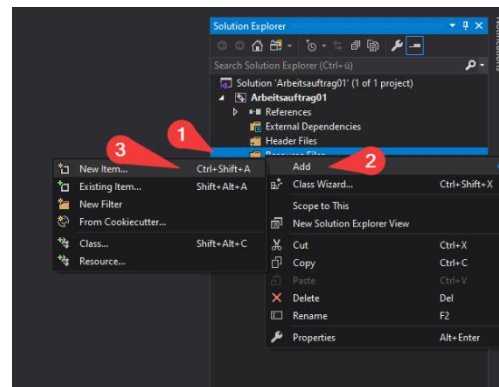 Solution Explorer
Search Solution Explorer (Ctrl+ü)
Solution 'Arbeitsauftrag01' (1 of 1 project)
Arbeitsauftrag01
References
External Dependencies
Header Files
Resource Files
1
2
3
Add
Class Wizard... Ctrl+Shift+X
Scope to This
New Solution Explorer View
Cut Ctrl+X
Copy Ctrl+C
Paste Ctrl+V
Delete Del
Rename F2
Properties Alt+Enter
New Item... Ctrl+Shift+A
Existing Item... Shift+Alt+A
New Filter
From Cookiecutter...
Class... Shift+Alt+C
Resource...